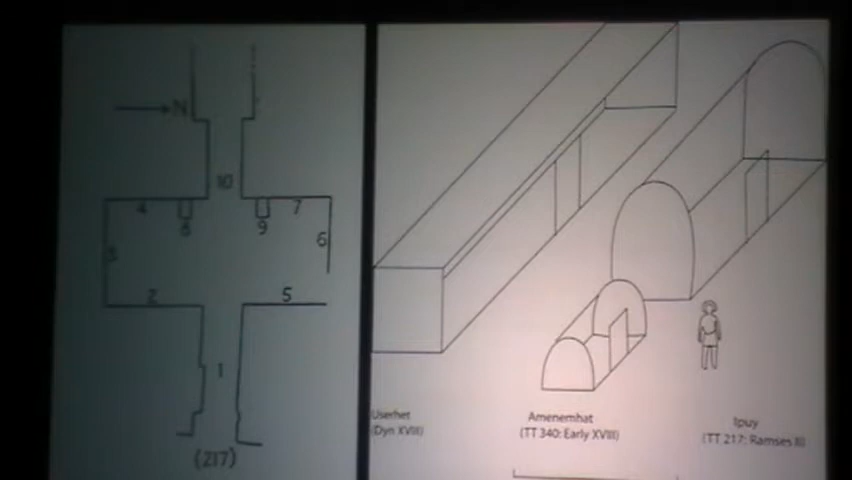 N
10
4
7
8
9
3
6
2
5
1
(217)
Userhet
(Dyn XVIII)
Amenemhat
(TT 340: Early XVIII)
Ipuy
(TT 217: Ramses II)